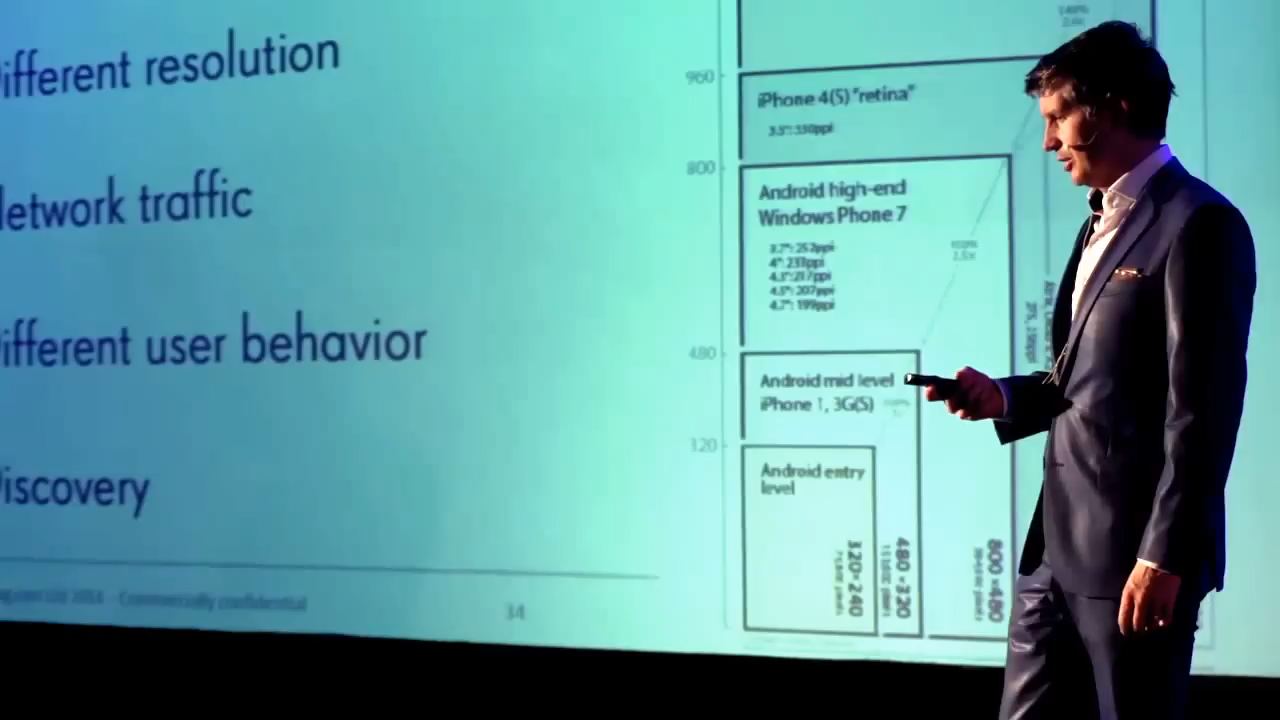 ifferent resolution
etwork traffic
ifferent user behavior
iscovery
Commercially confidential
34
960
800
480
320
iPhone 4(S) "retina"
3.5": 330ppi
Android high-end
Windows Phone 7
3.7": 252ppi
4": 233ppi
4.3": 217ppi
4.5": 207ppi
4.7": 199ppi
Android mid level
iPhone 1, 3G(S)
Android entry
level
320×240
480×320
800×480